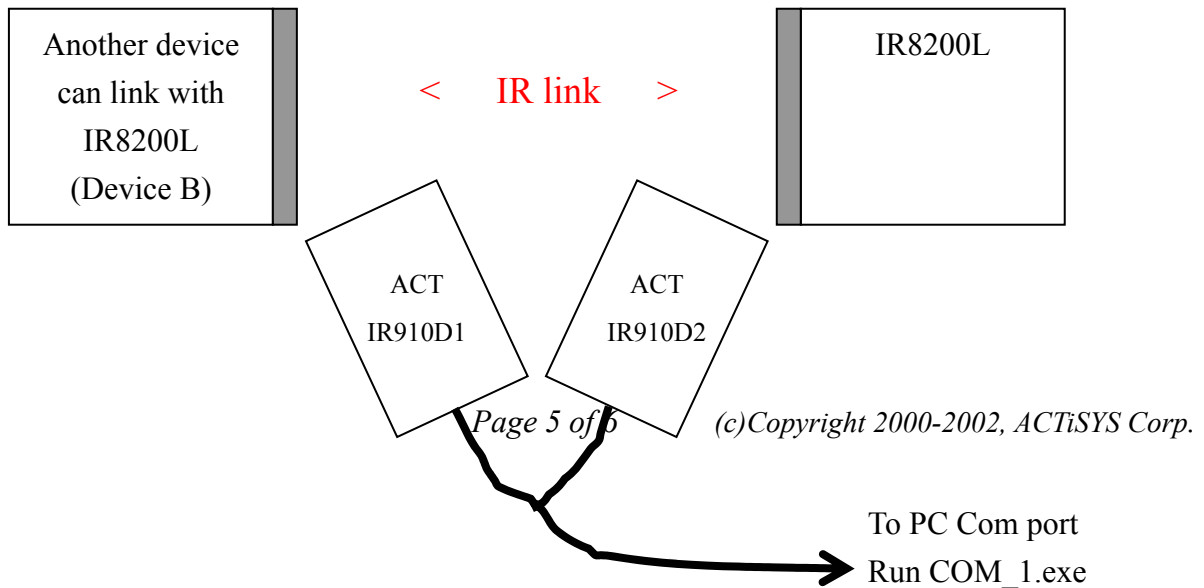 Another device
can link with
IR8200L
(Device B)
< IR link >
IR8200L
ACT
IR910D1
ACT
IR910D2
Page 5 of 6
(c)Copyright 2000-2002, ACTiSYS Corp.
To PC Com port
Run COM_1.exe